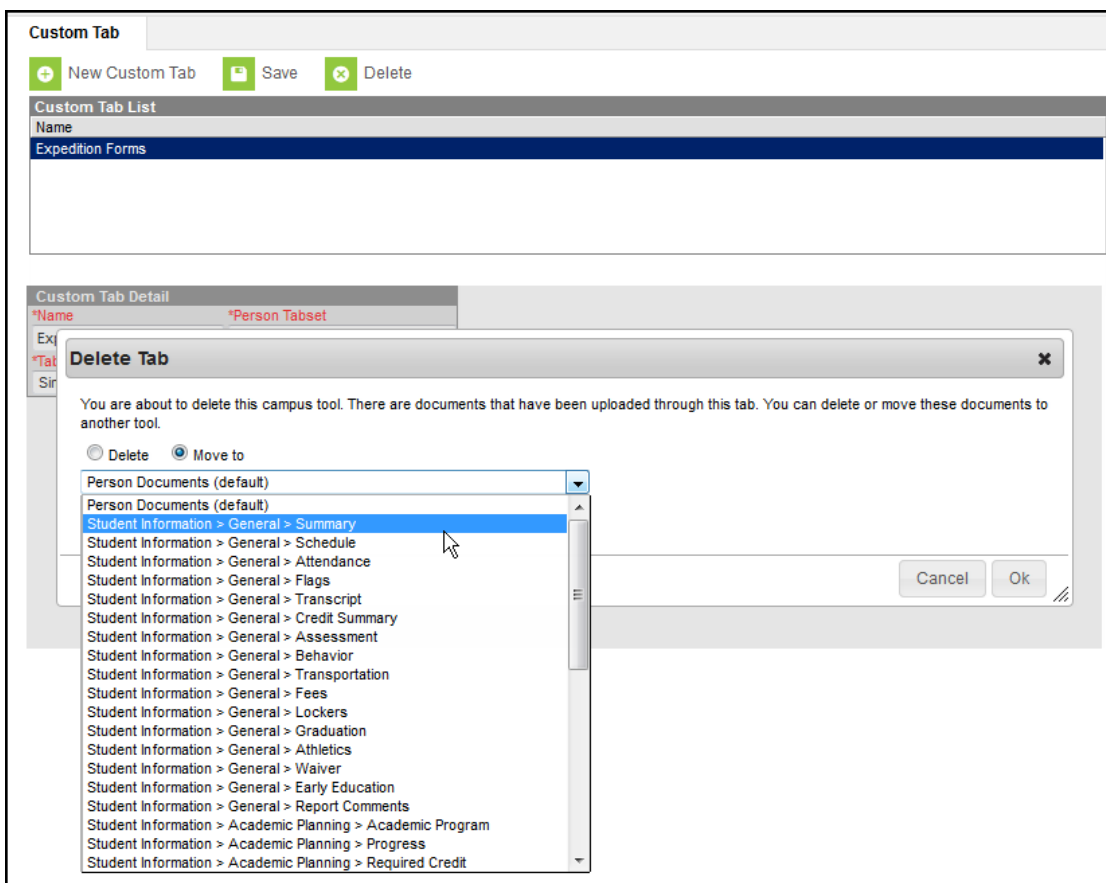 Custom Tab
New Custom Tab Save Delete
Custom Tab List
Name
Expedition Forms
Custom Tab Detail
*Name *Person Tabset
Exp
*Tab
Sin
Delete Tab
You are about to delete this campus tool. There are documents that have been uploaded through this tab. You can delete or move these documents to
another tool.
Delete Move to
Person Documents (default)
Person Documents (default)
Student Information > General > Summary
Student Information > General > Schedule
Student Information > General > Attendance
Student Information > General > Flags
Student Information > General > Transcript
Student Information > General > Credit Summary
Student Information > General > Assessment
Student Information > General > Behavior
Student Information > General > Transportation
Student Information > General > Fees
Student Information > General > Lockers
Student Information > General > Graduation
Student Information > General > Athletics
Student Information > General > Waiver
Student Information > General > Early Education
Student Information > General > Report Comments
Student Information > Academic Planning > Academic Program
Student Information > Academic Planning > Progress
Student Information > Academic Planning > Required Credit
Cancel Ok